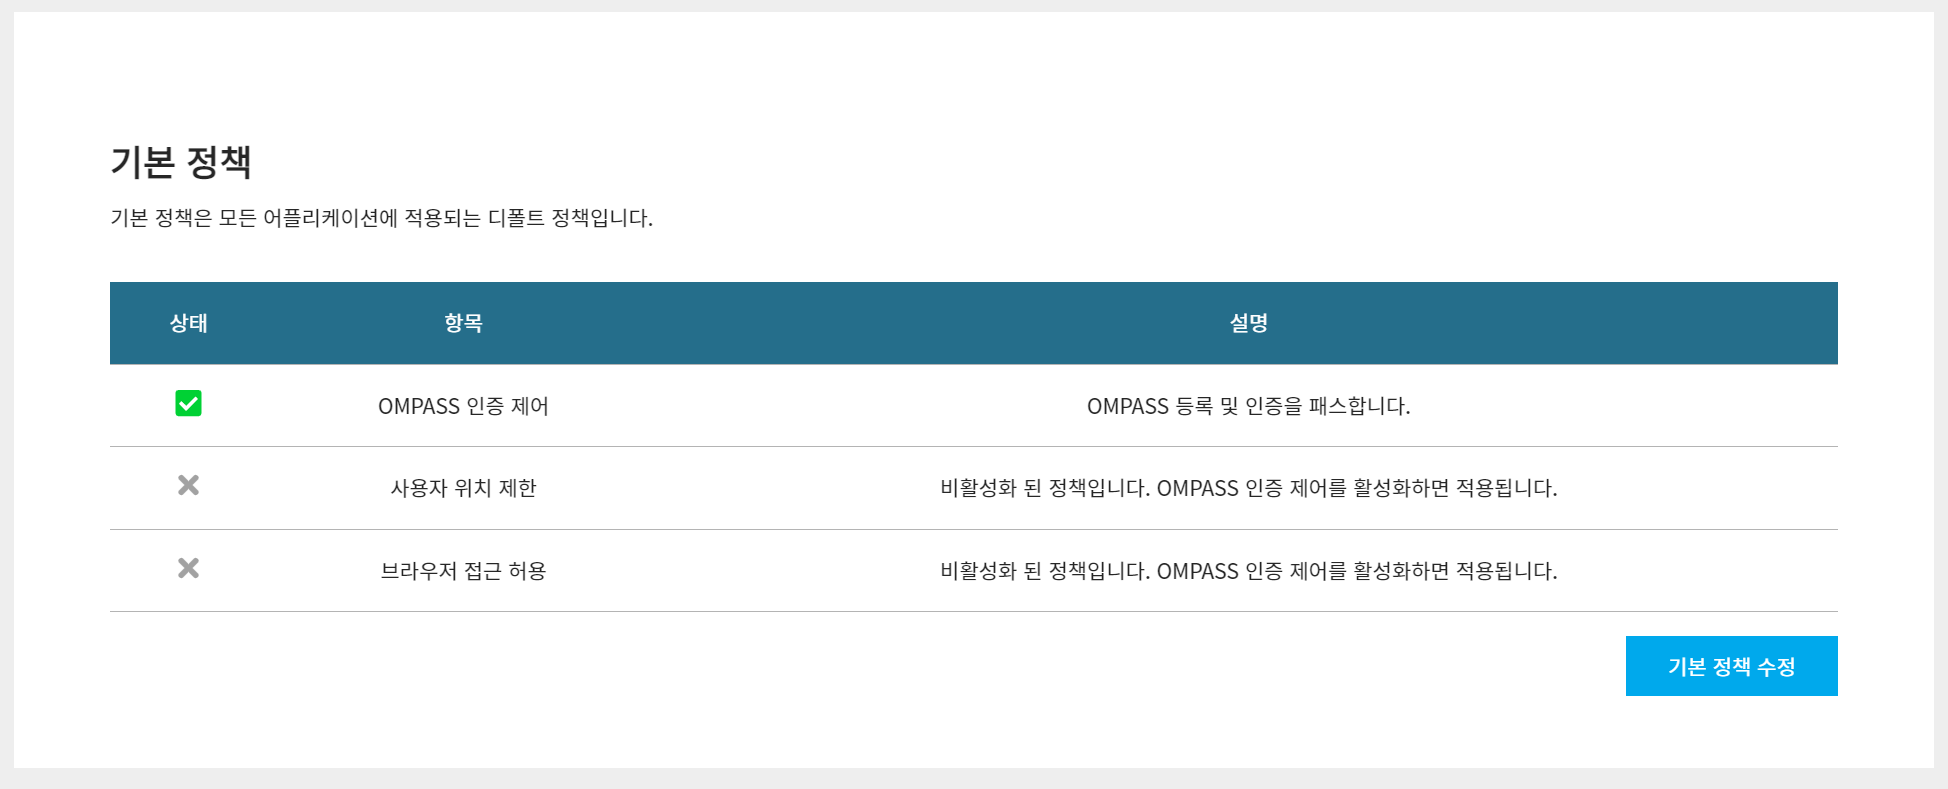 기본 정책
기본 정책은 모든 어플리케이션에 적용되는 디폴트 정책입니다.
상태 항목 설명
OMPASS 인증 제어 OMPASS 등록 및 인증을 패스합니다.
사용자 위치 제한 비활성화 된 정책입니다. OMPASS 인증 제어를 활성화하면 적용됩니다.
브라우저 접근 허용 비활성화 된 정책입니다. OMPASS 인증 제어를 활성화하면 적용됩니다.
기본 정책 수정